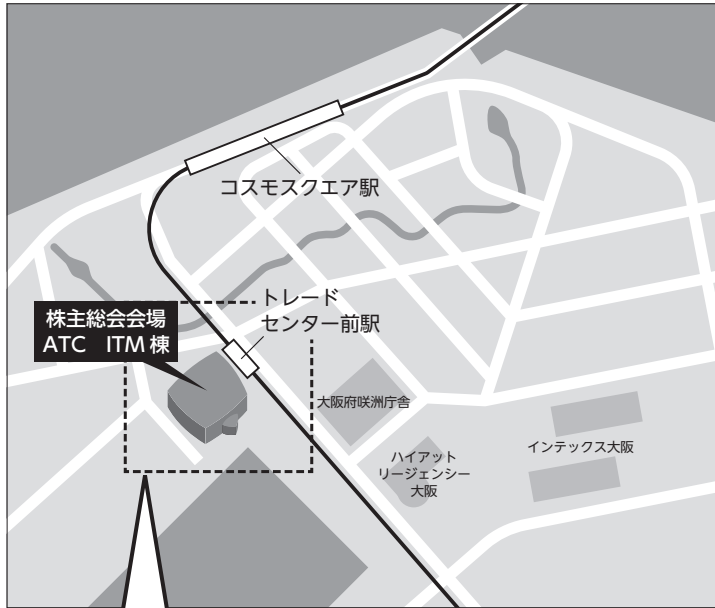 コスモスクエア駅
トレード
センター前駅
株主総会会場
ATC　ITM棟
大阪府咲洲庁舎
ハイアット
リージェンシー
大阪
インテックス大阪